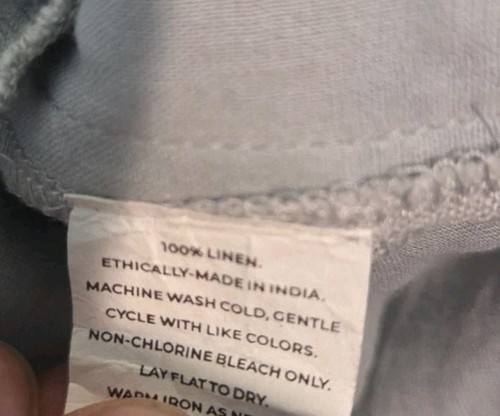 100% LINEN.
ETHICALLY-MADE IN INDIA.
MACHINE WASH COLD, GENTLE
CYCLE WITH LIKE COLORS.
NON-CHLORINE BLEACH ONLY.
LAY FLAT TO DRY.
WARM IRON AS